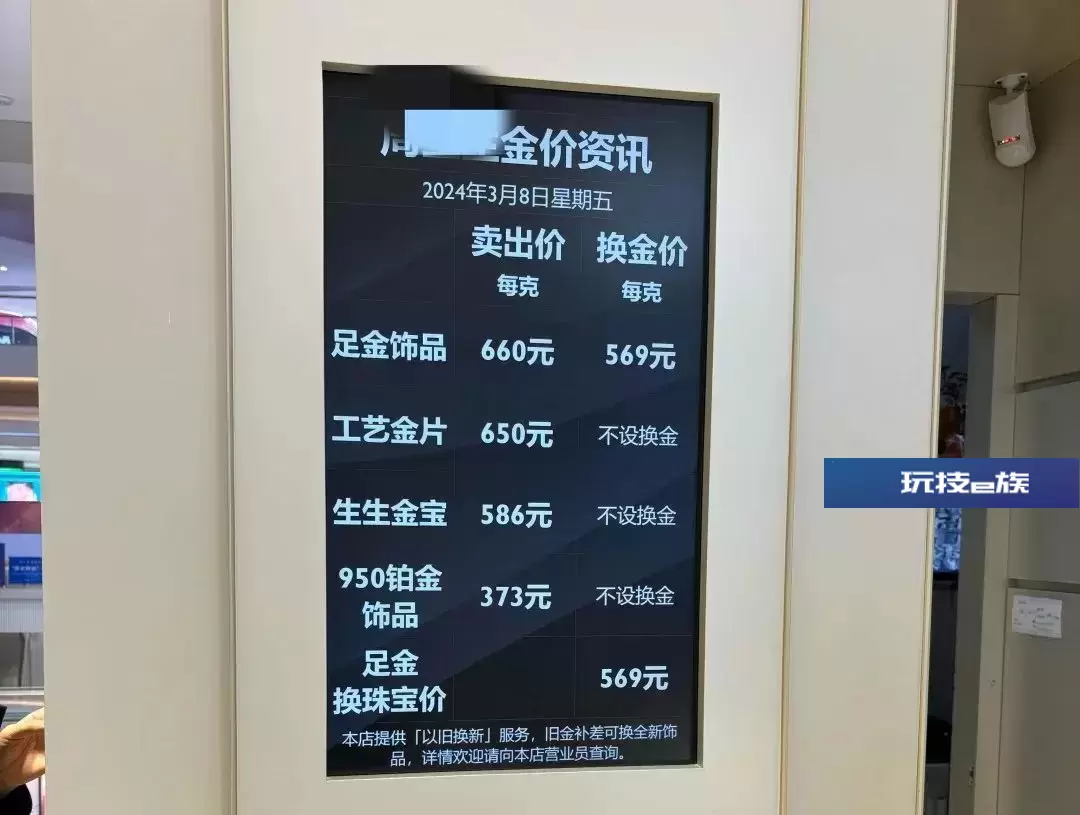 金价资讯
2024年3月8日星期五
卖出价 换金价
每克 每克
足金饰品 660元 569元
工艺金片 650元 不设换金
生生金宝 586元 不设换金
950铂金
饰品 373元 不设换金
足金
换珠宝价 569元
本店提供「以旧换新」服务，旧金补差可换全新饰
品，详情欢迎请向本店营业员查询。
玩技e族